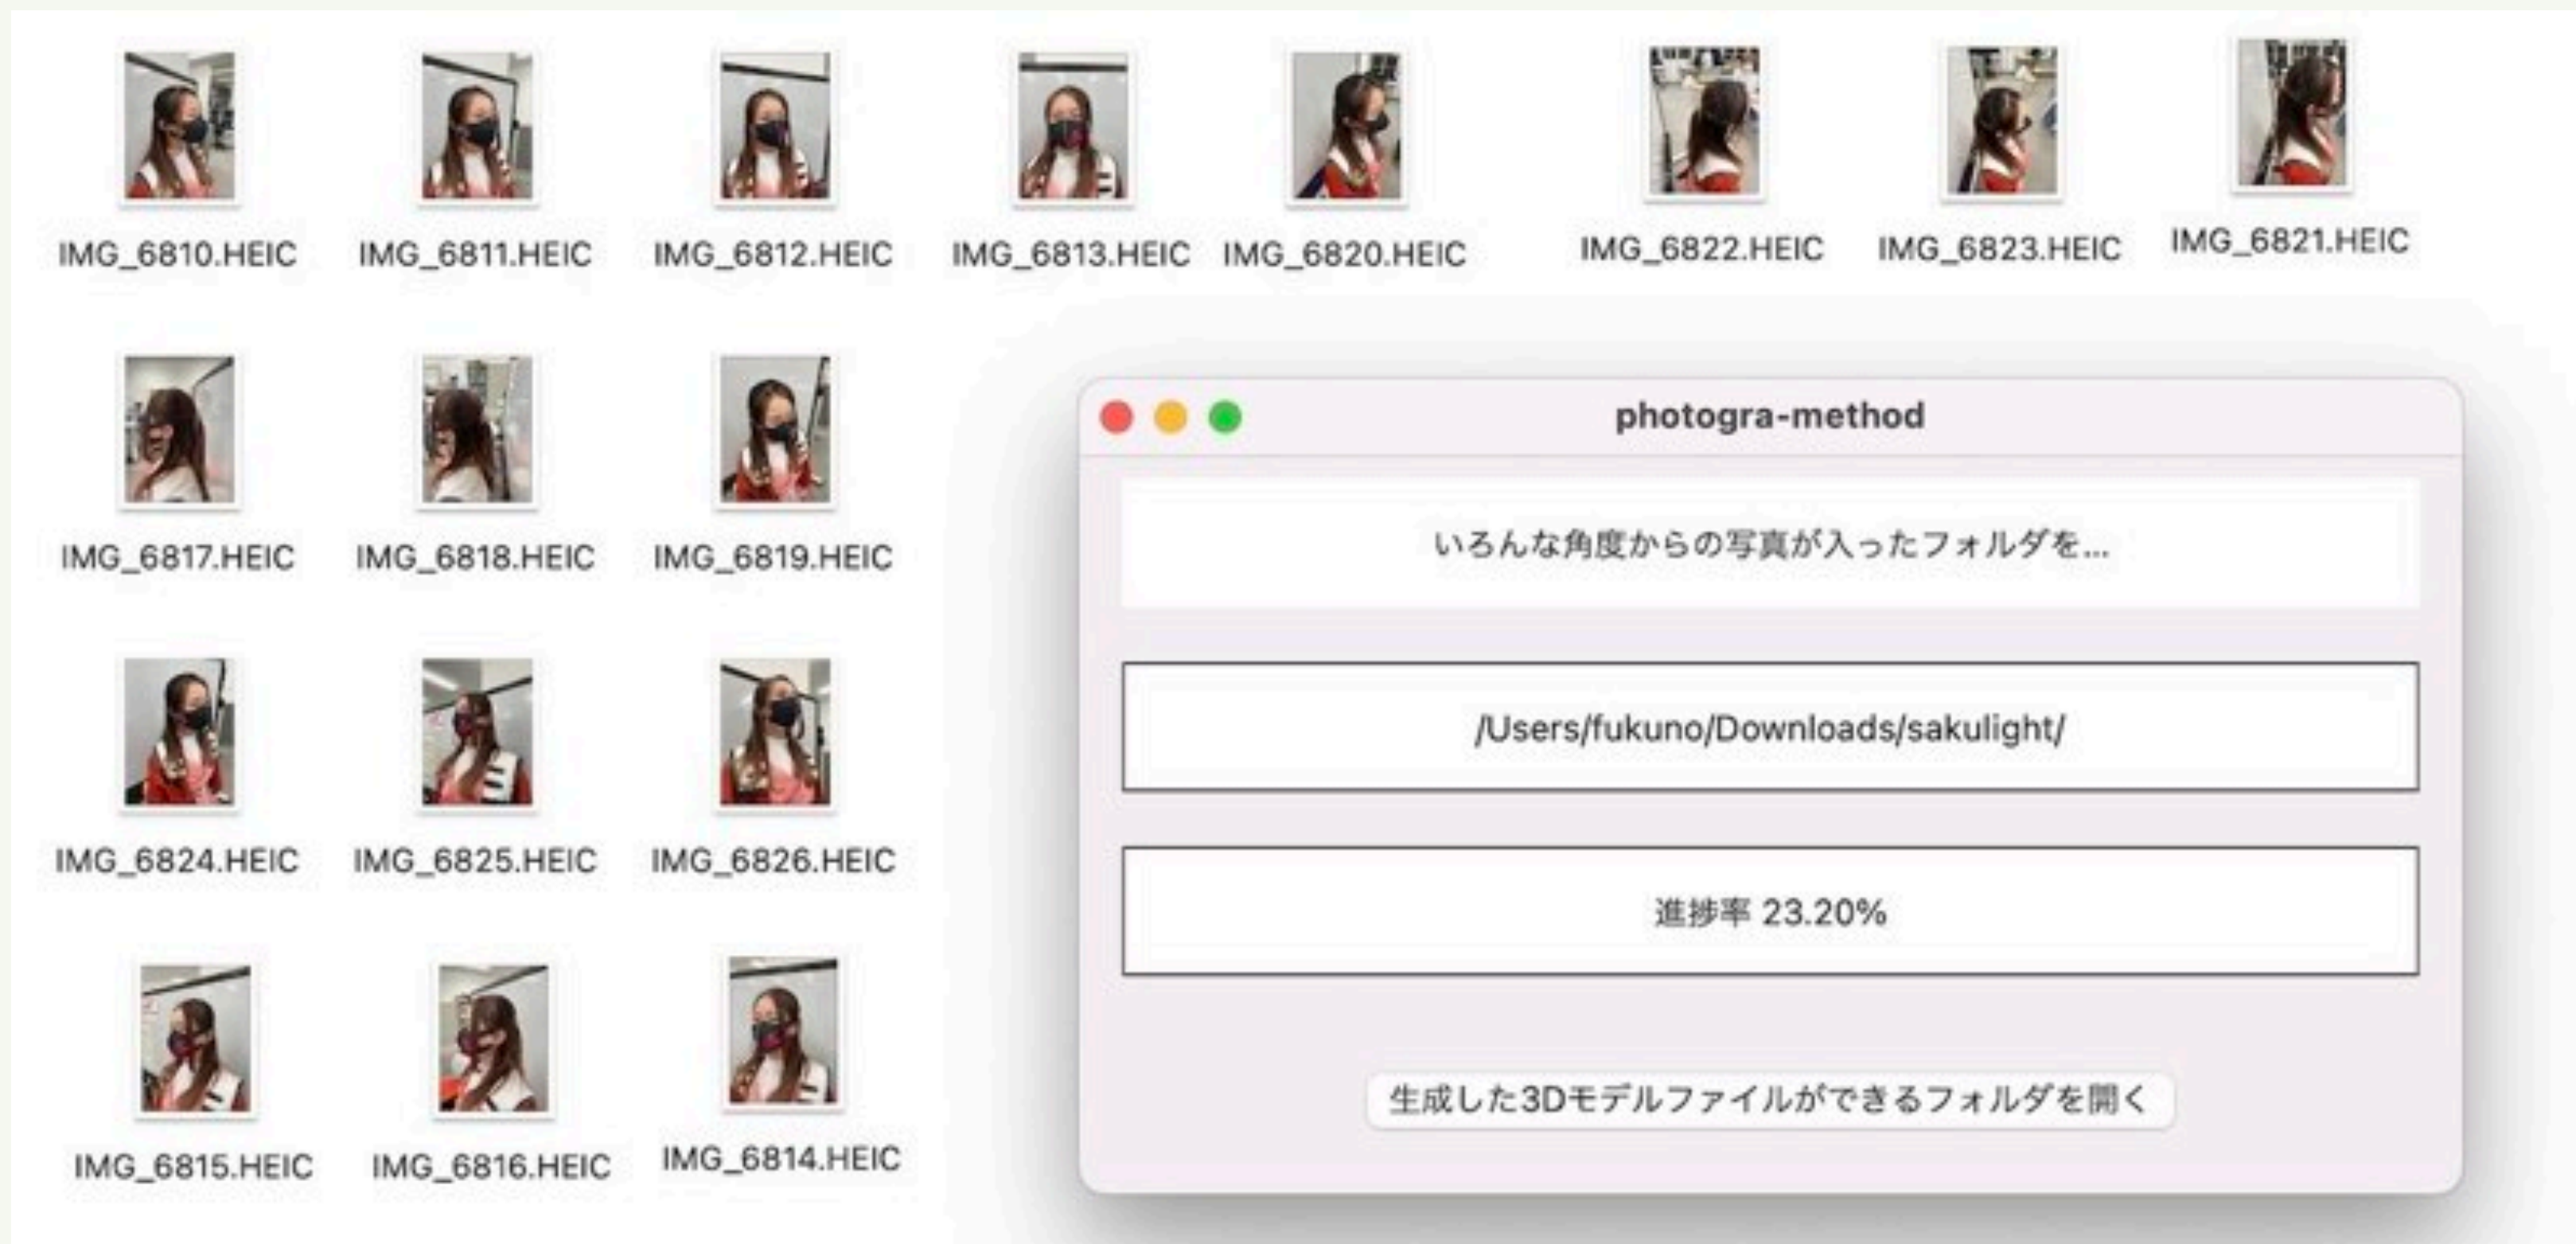 IMG_6810.HEIC
IMG_6811.HEIC
IMG_6812.HEIC
IMG_6813.HEIC
IMG_6820.HEIC
IMG_6822.HEIC
IMG_6823.HEIC
IMG_6821.HEIC
IMG_6817.HEIC
IMG_6818.HEIC
IMG_6819.HEIC
IMG_6824.HEIC
IMG_6825.HEIC
IMG_6826.HEIC
IMG_6815.HEIC
IMG_6816.HEIC
IMG_6814.HEIC
photogra-method
いろんな角度からの写真が入ったフォルダを...
/Users/fukuno/Downloads/sakulight/
進捗率 23.20%
生成した3Dモデルファイルができるフォルダを開く